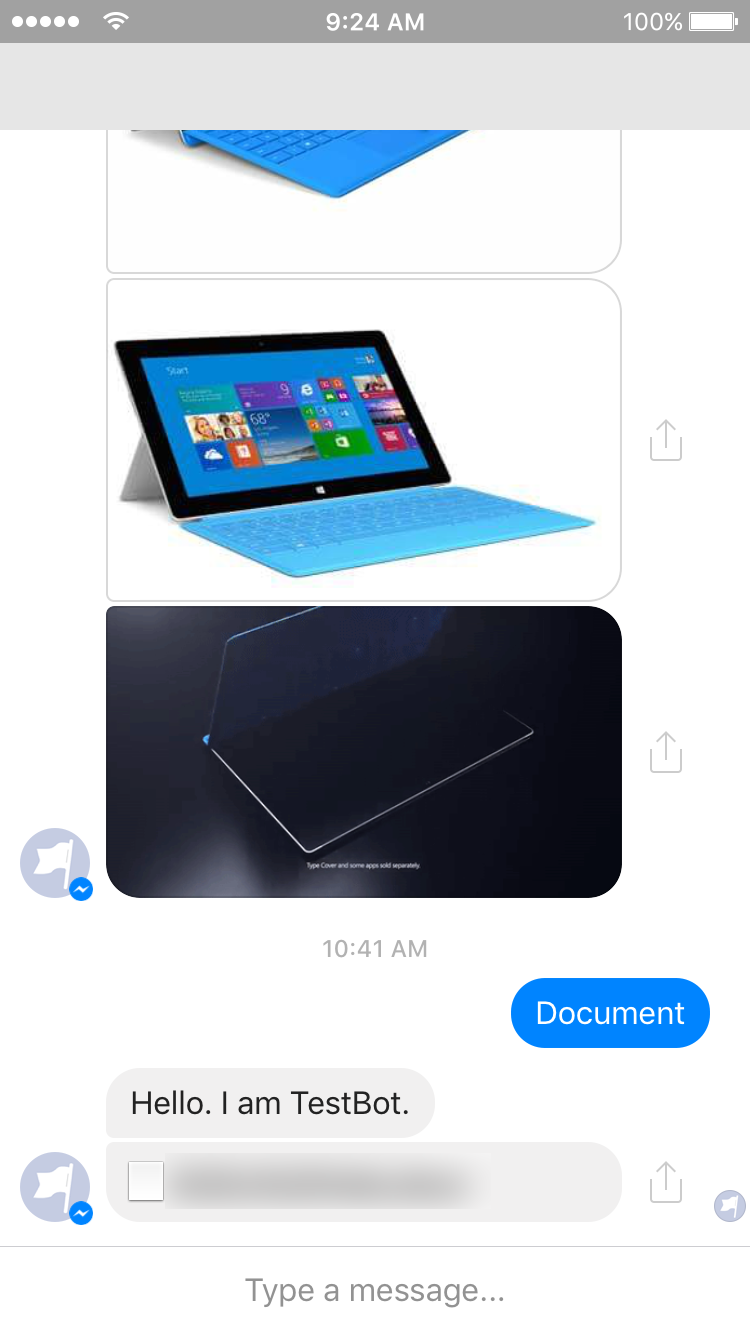 9:24 AM
100%
Start
9
68°
Type Cover and some apps sold separately.
10:41 AM
Document
Hello. I am TestBot.
Type a message...